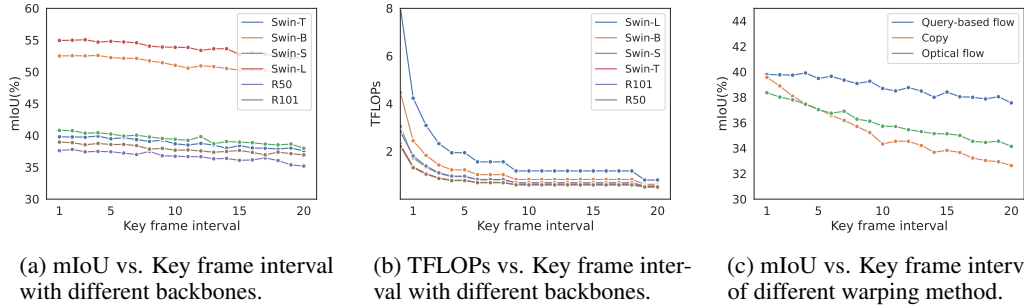 60
55
50
45
40
35
30
mIoU(%)
1 5 10 15 20
Key frame interval
Swin-T
Swin-B
Swin-S
Swin-L
R50
R101
8
6
4
2
TFLOPs
1 5 10 15 20
Key frame interval
Swin-L
Swin-B
Swin-S
Swin-T
R101
R50
44
42
40
38
36
34
32
30
mIoU(%)
1 5 10 15 20
Key frame interval
Query-based flow
Copy
Optical flow
(a) mIoU vs. Key frame interval
with different backbones.
(b) TFLOPs vs. Key frame inter-
val with different backbones.
(c) mIoU vs. Key frame interv
of different warping method.